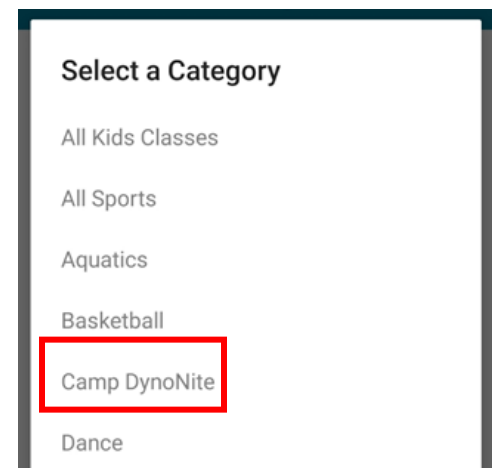 Select a Category
All Kids Classes
All Sports
Aquatics
Basketball
Camp DynoNite
Dance